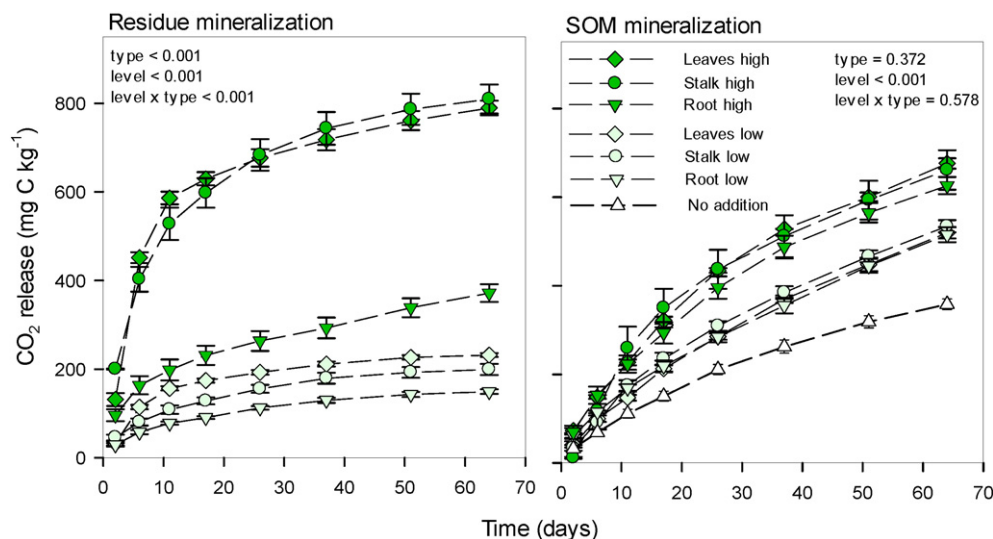 Residue mineralization
type < 0.001
level < 0.001
level x type < 0.001
800
600
400
200
0
CO2 release (mg C kg-1)
0 10 20 30 40 50 60 70
SOM mineralization
Leaves high
Stalk high
Root high
Leaves low
Stalk low
Root low
No addition
type = 0.372
level < 0.001
level x type = 0.578
0 10 20 30 40 50 60 70
Time (days)